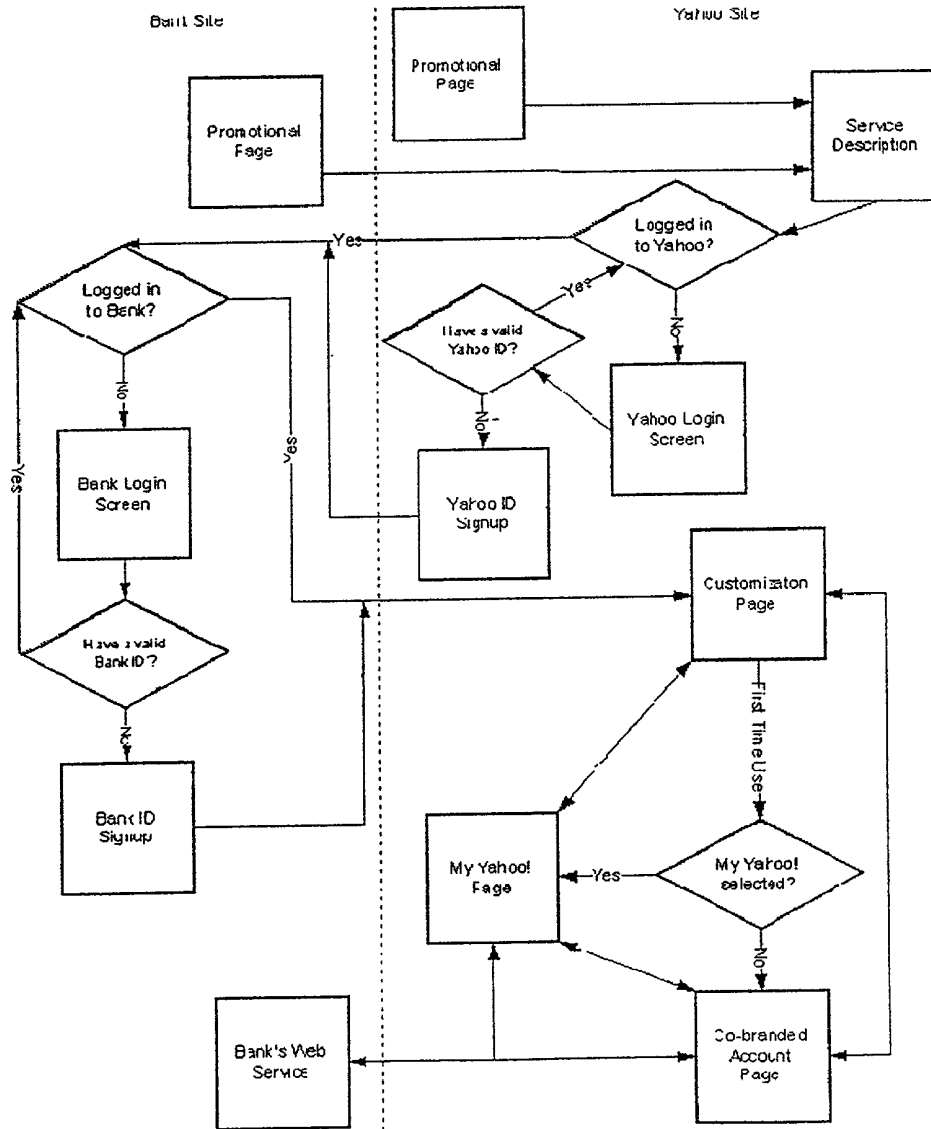 Bank Site
Yahoo Site
Promotional
Page
Promotional
Page
Service
Description
Logged in
to Yahoo?
Yes
Logged in
to Bank?
Yes
Have a valid
Yahoo ID?
No
No
No
Yahoo Login
Screen
Yes
Yes
Bank Login
Screen
Yahoo ID
Signup
Customizaton
Page
Have a valid
Bank ID?
First Time Use
No
Bank ID
Signup
My Yahoo!
Page
Yes
My Yahoo!
selected?
No
Bank's Web
Service
Co-branded
Account
Page